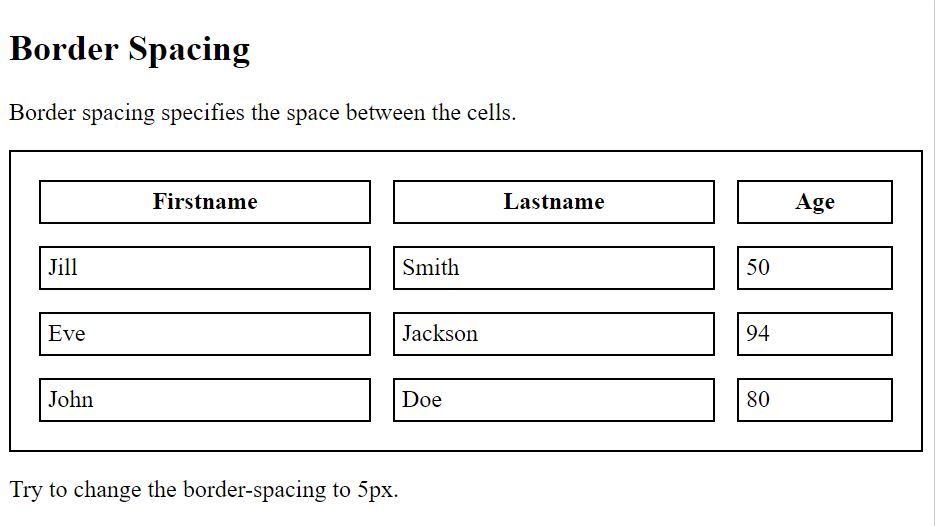 Border Spacing
Border spacing specifies the space between the cells.
Firstname Lastname Age
Jill Smith 50
Eve Jackson 94
John Doe 80
Try to change the border-spacing to 5px.